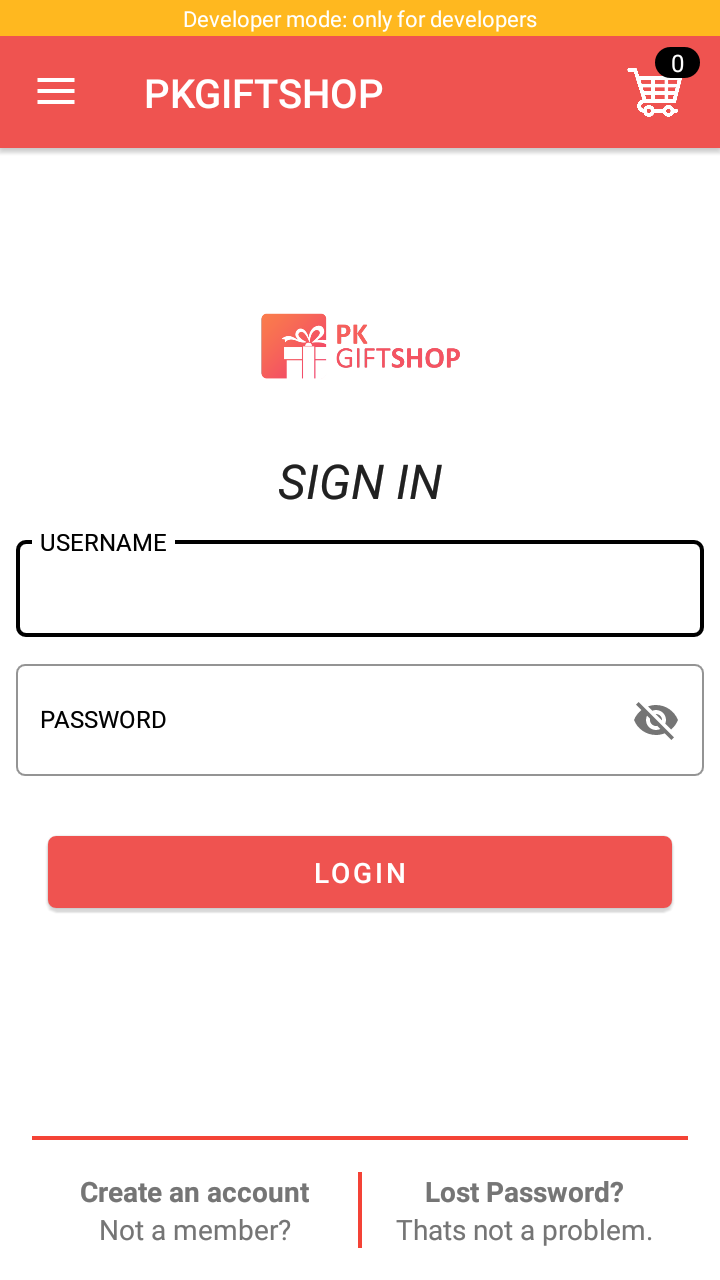 Developer mode: only for developers
PKGIFTSHOP
0
PK
GIFTSHOP
SIGN IN
USERNAME
PASSWORD
LOGIN
Create an account
Not a member?
Lost Password?
Thats not a problem.